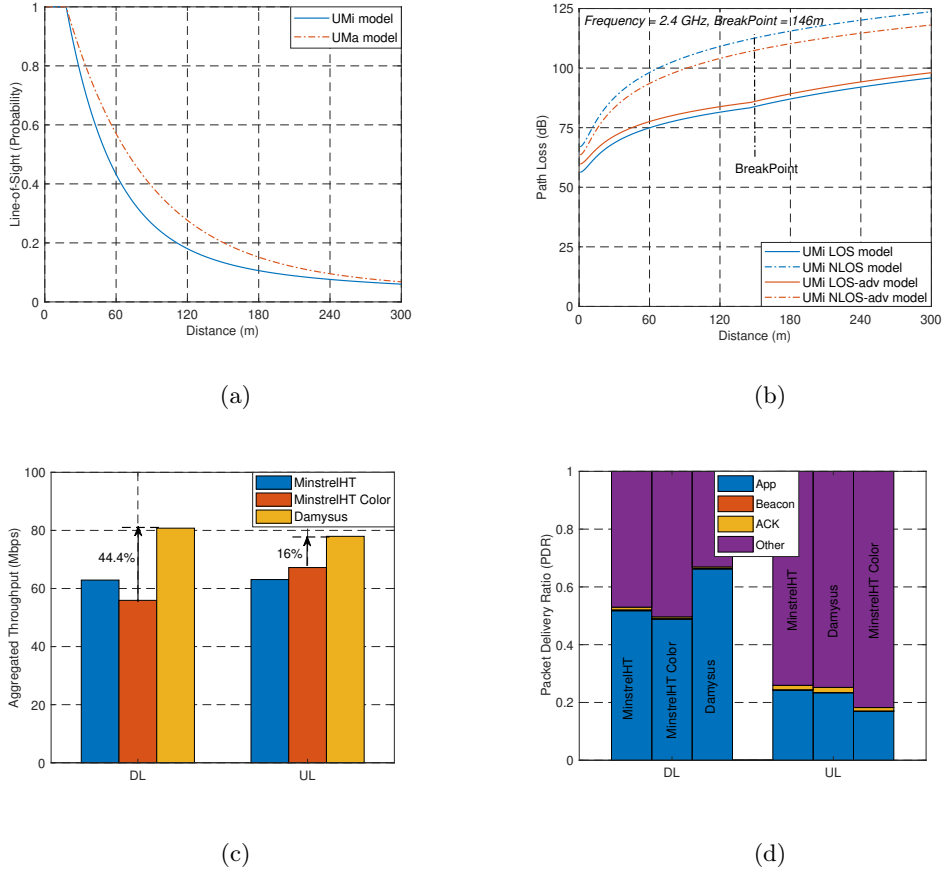 Line-of-Sight (Probability)
1
0.8
0.6
0.4
0.2
0
0
60
120
180
240
300
Distance (m)
UMi model
UMa model
(a)
Path Loss (dB)
125
100
75
50
25
0
0
60
120
180
240
300
Distance (m)
Frequency = 2.4 GHz, BreakPoint = 146m
BreakPoint
UMi LOS model
UMi NLOS model
UMi LOS-adv model
UMi NLOS-adv model
(b)
Aggregated Throughput (Mbps)
100
80
60
40
20
0
DL
UL
MinstrelHT
MinstrelHT Color
Damysus
44.4%
16%
(c)
Packet Delivery Ratio (PDR)
1
0.8
0.6
0.4
0.2
0
DL
UL
App
Beacon
ACK
Other
MinstrelHT
MinstrelHT Color
Damysus
MinstrelHT
Damysus
MinstrelHT Color
(d)